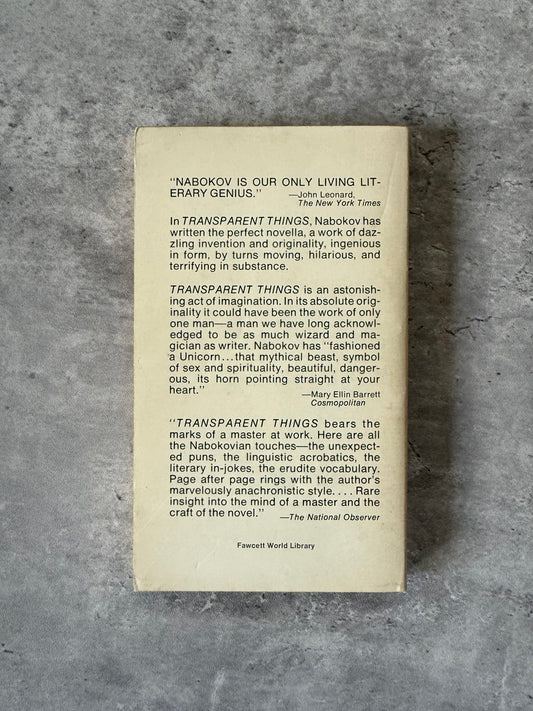 "NABOKOV IS OUR ONLY LIVING LIT-
ERARY GENIUS." —John Leonard,
The New York Times
In TRANSPARENT THINGS, Nabokov has
written the perfect novella, a work of daz-
zling invention and originality, ingenious
in form, by turns moving, hilarious, and
terrifying in substance.
TRANSPARENT THINGS is an astonish-
ing act of imagination. In its absolute orig-
inality it could have been the work of only
one man—a man we have long acknowl-
edged to be as much wizard and ma-
gician as writer. Nabokov has "fashioned
a Unicorn...that mythical beast, symbol
of sex and spirituality, beautiful, danger-
ous, its horn pointing straight at your
heart."
—Mary Ellin Barrett
Cosmopolitan
"TRANSPARENT THINGS bears the
marks of a master at work. Here are all
the Nabokovian touches—the unexpect-
ed puns, the linguistic acrobatics, the
literary in-jokes, the erudite vocabulary.
Page after page rings with the author's
marvelously anachronistic style.... Rare
insight into the mind of a master and the
craft of the novel." —The National Observer
Fawcett World Library